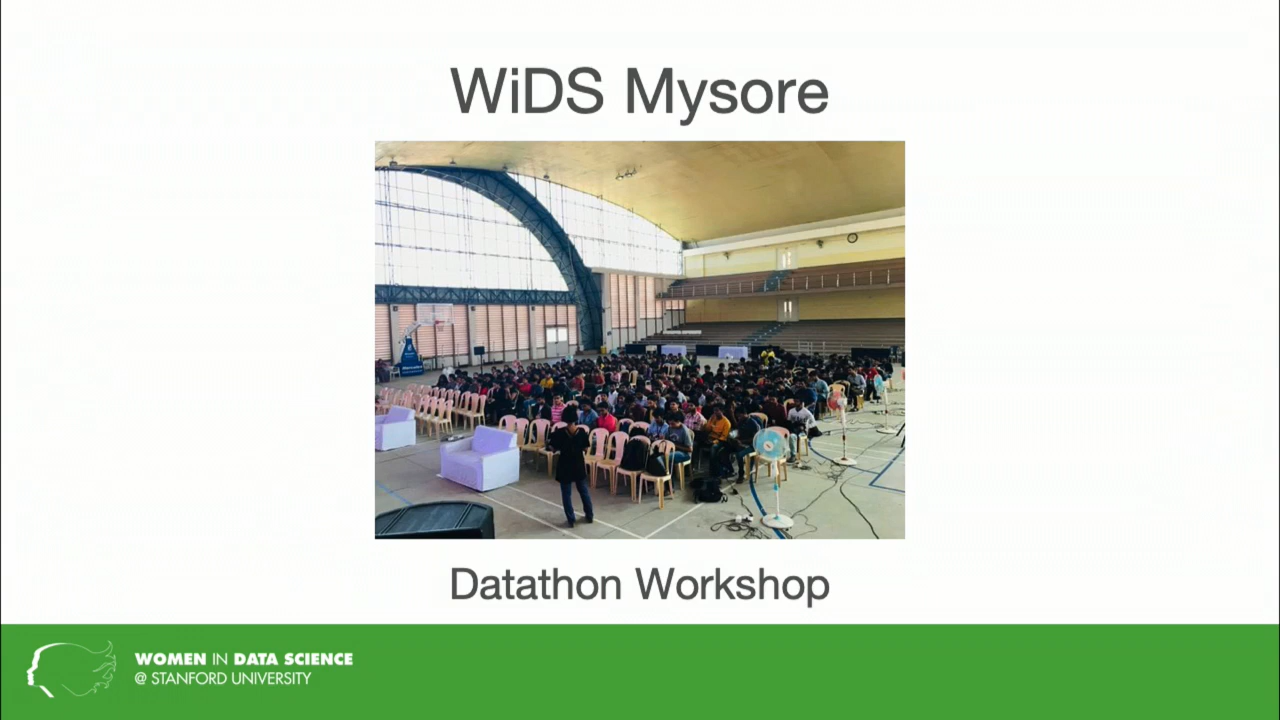 WiDS Mysore
Datathon Workshop
WOMEN IN DATA SCIENCE
@ STANFORD UNIVERSITY